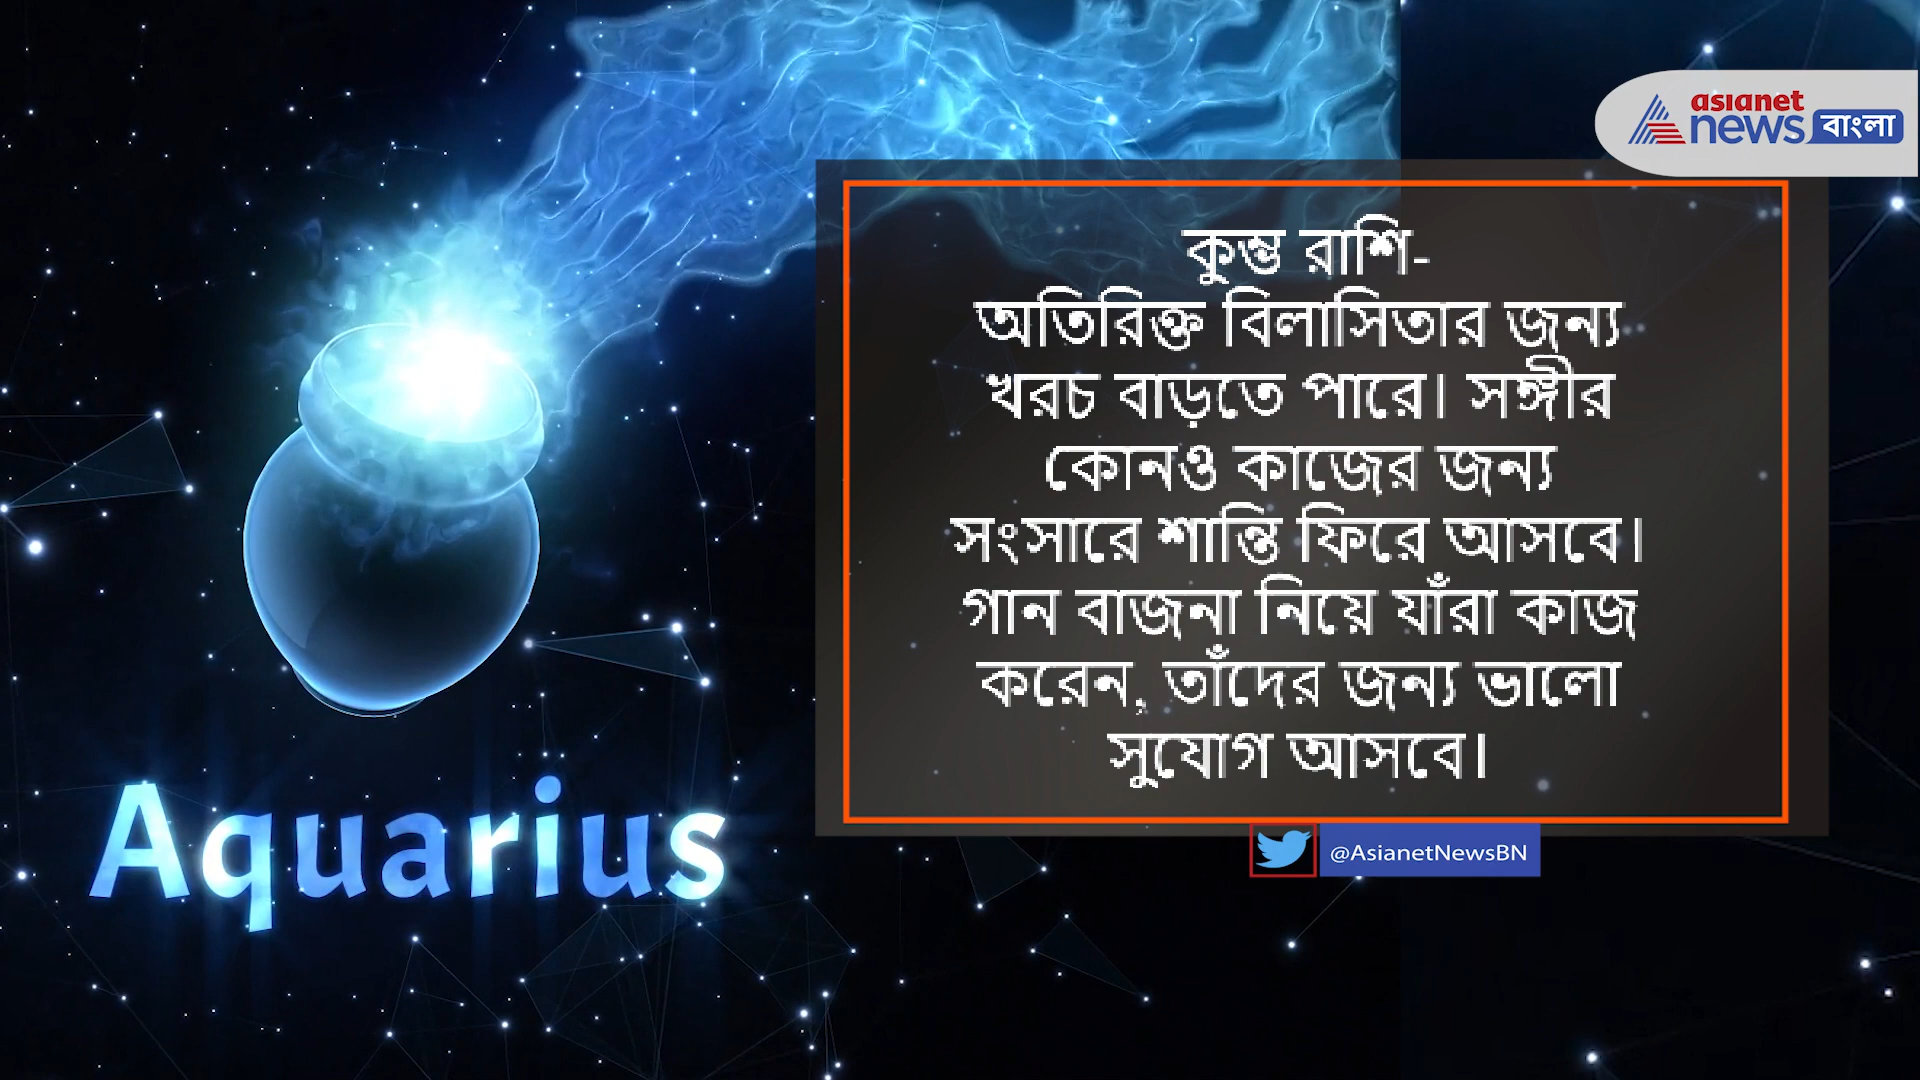 asianet
news বাংলা
কুম্ভ রাশি-
অতিরিক্ত বিলাসিতার জন্য
খরচ বাড়তে পারে। সঙ্গীর
কোনও কাজের জন্য
সংসারে শান্তি ফিরে আসবে।
গান বাজনা নিয়ে যাঁরা কাজ
করেন, তাঁদের জন্য ভালো
সুযোগ আসবে।
@AsianetNewsBN
Aquarius